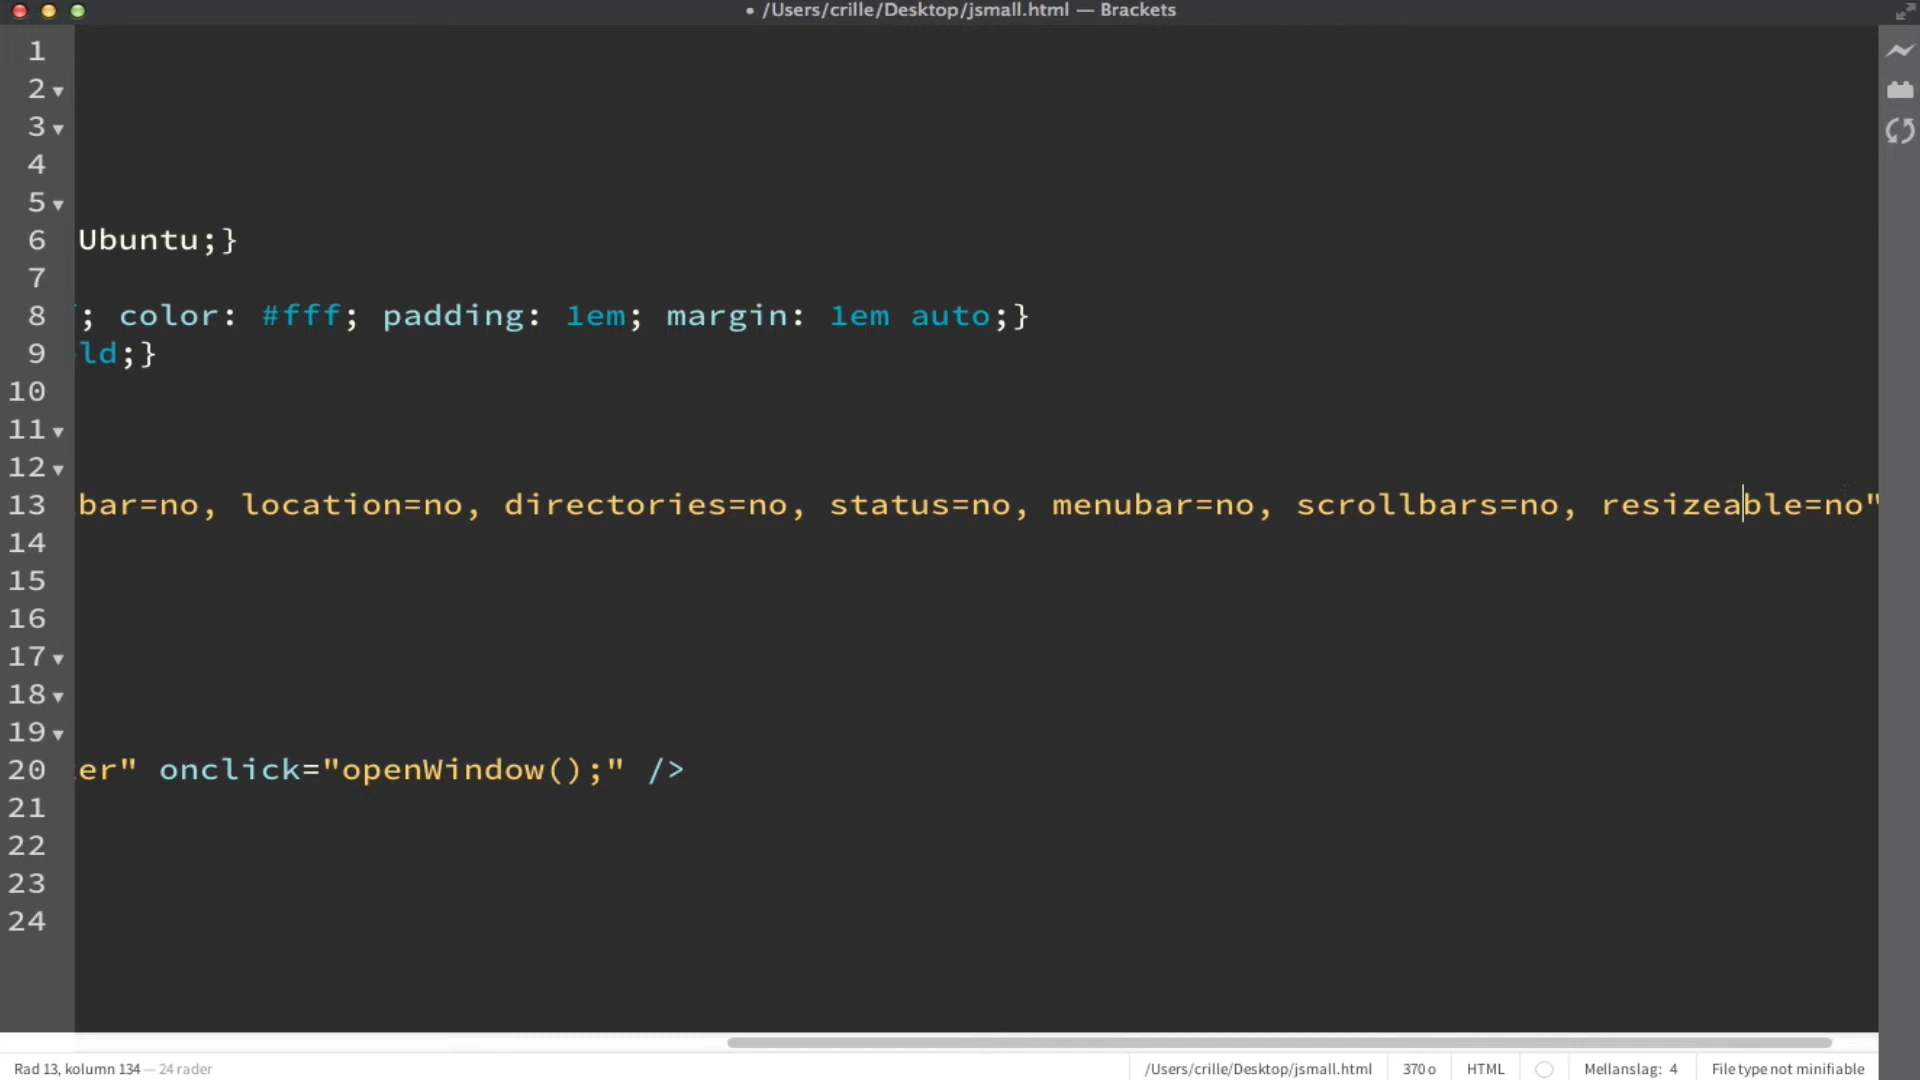 • /Users/crille/Desktop/jsmall.html — Brackets
1
2
3
4
5
6 Ubuntu;}
7
8 ; color: #fff; padding: 1em; margin: 1em auto;}
9 ld;}
10
11
12
13 bar=no, location=no, directories=no, status=no, menubar=no, scrollbars=no, resizeable=no"
14
15
16
17
18
19
20 er" onclick="openWindow();" />
21
22
23
24
Rad 13, kolumn 134 — 24 rader /Users/crille/Desktop/jsmall.html 370 o HTML Mellanslag: 4 File type not minifiable